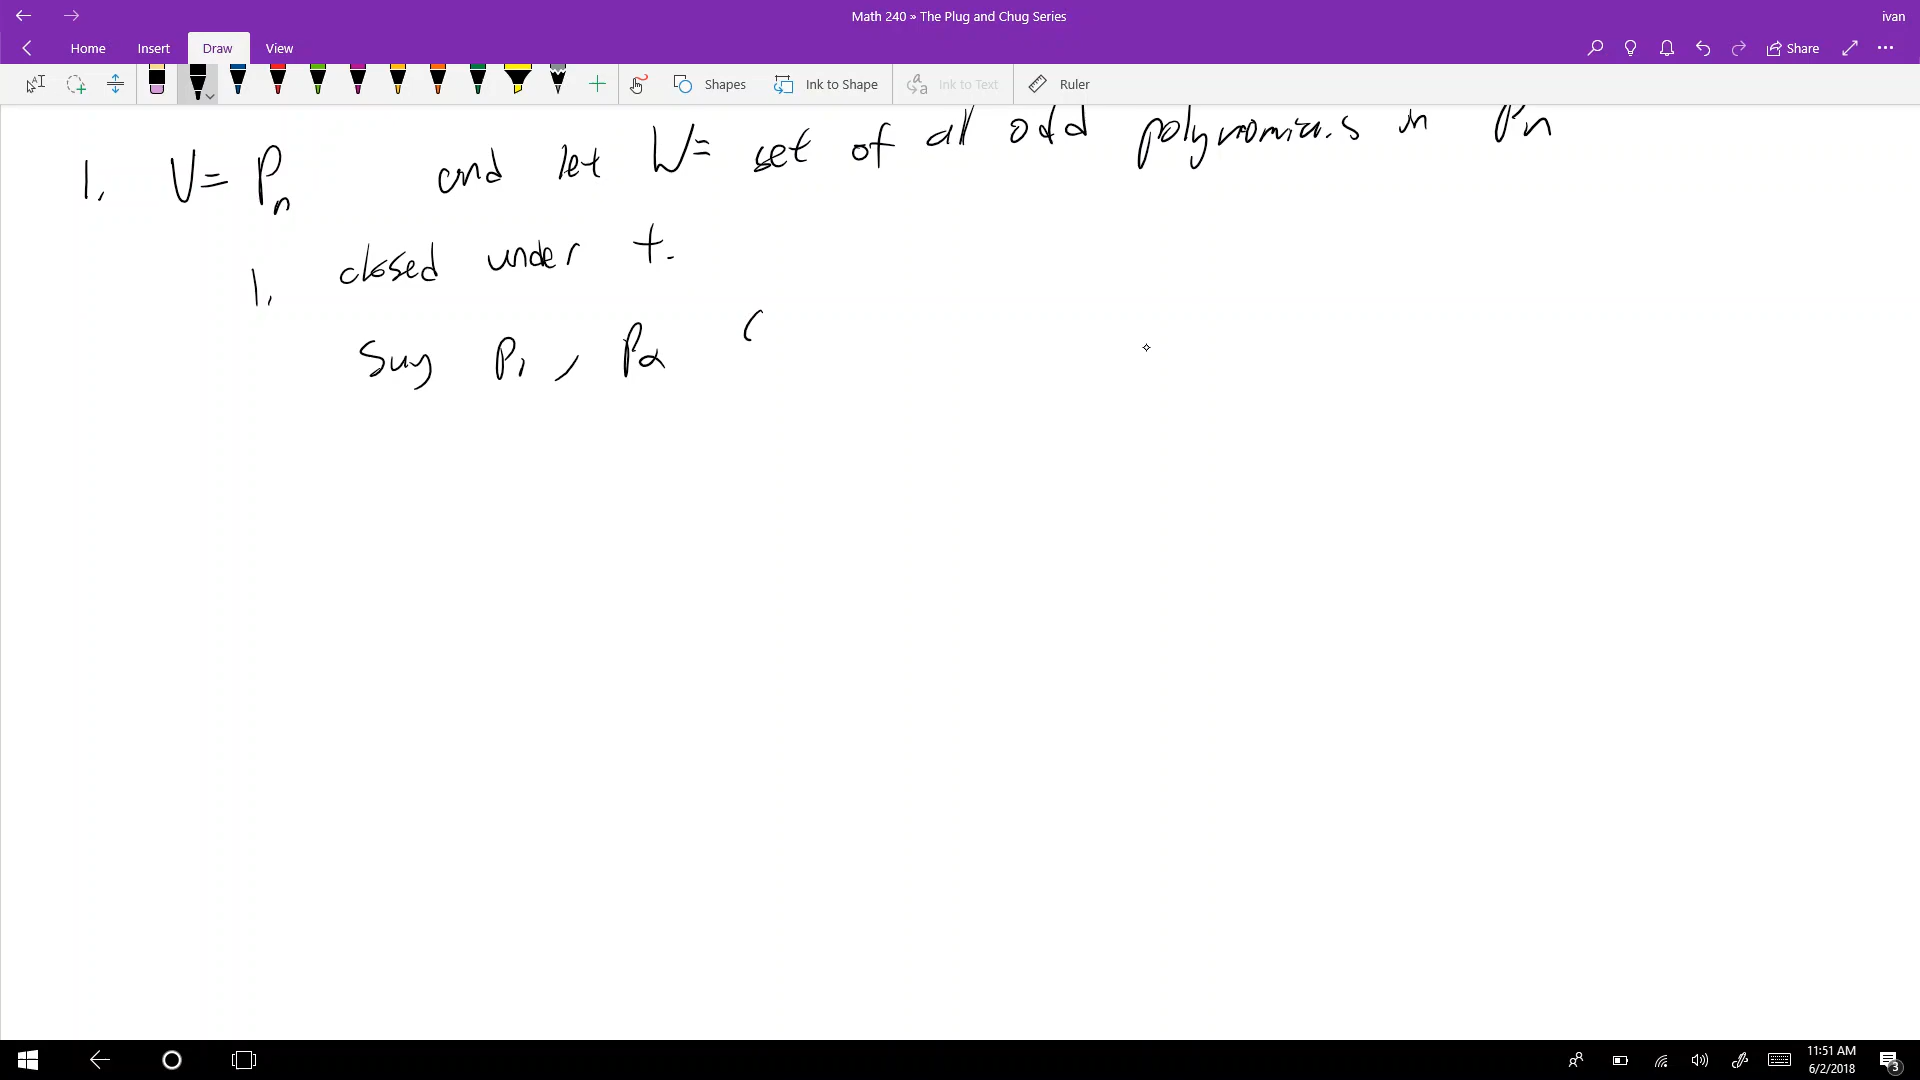 Math 240 » The Plug and Chug Series
ivan
Home Insert Draw View
Share
Shapes Ink to Shape Ink to Text Ruler
1. V = Pn and let W = set of all odd polynomials in Pn
1. closed under +.
Say P1, P2 (
11:51 AM
6/2/2018
3